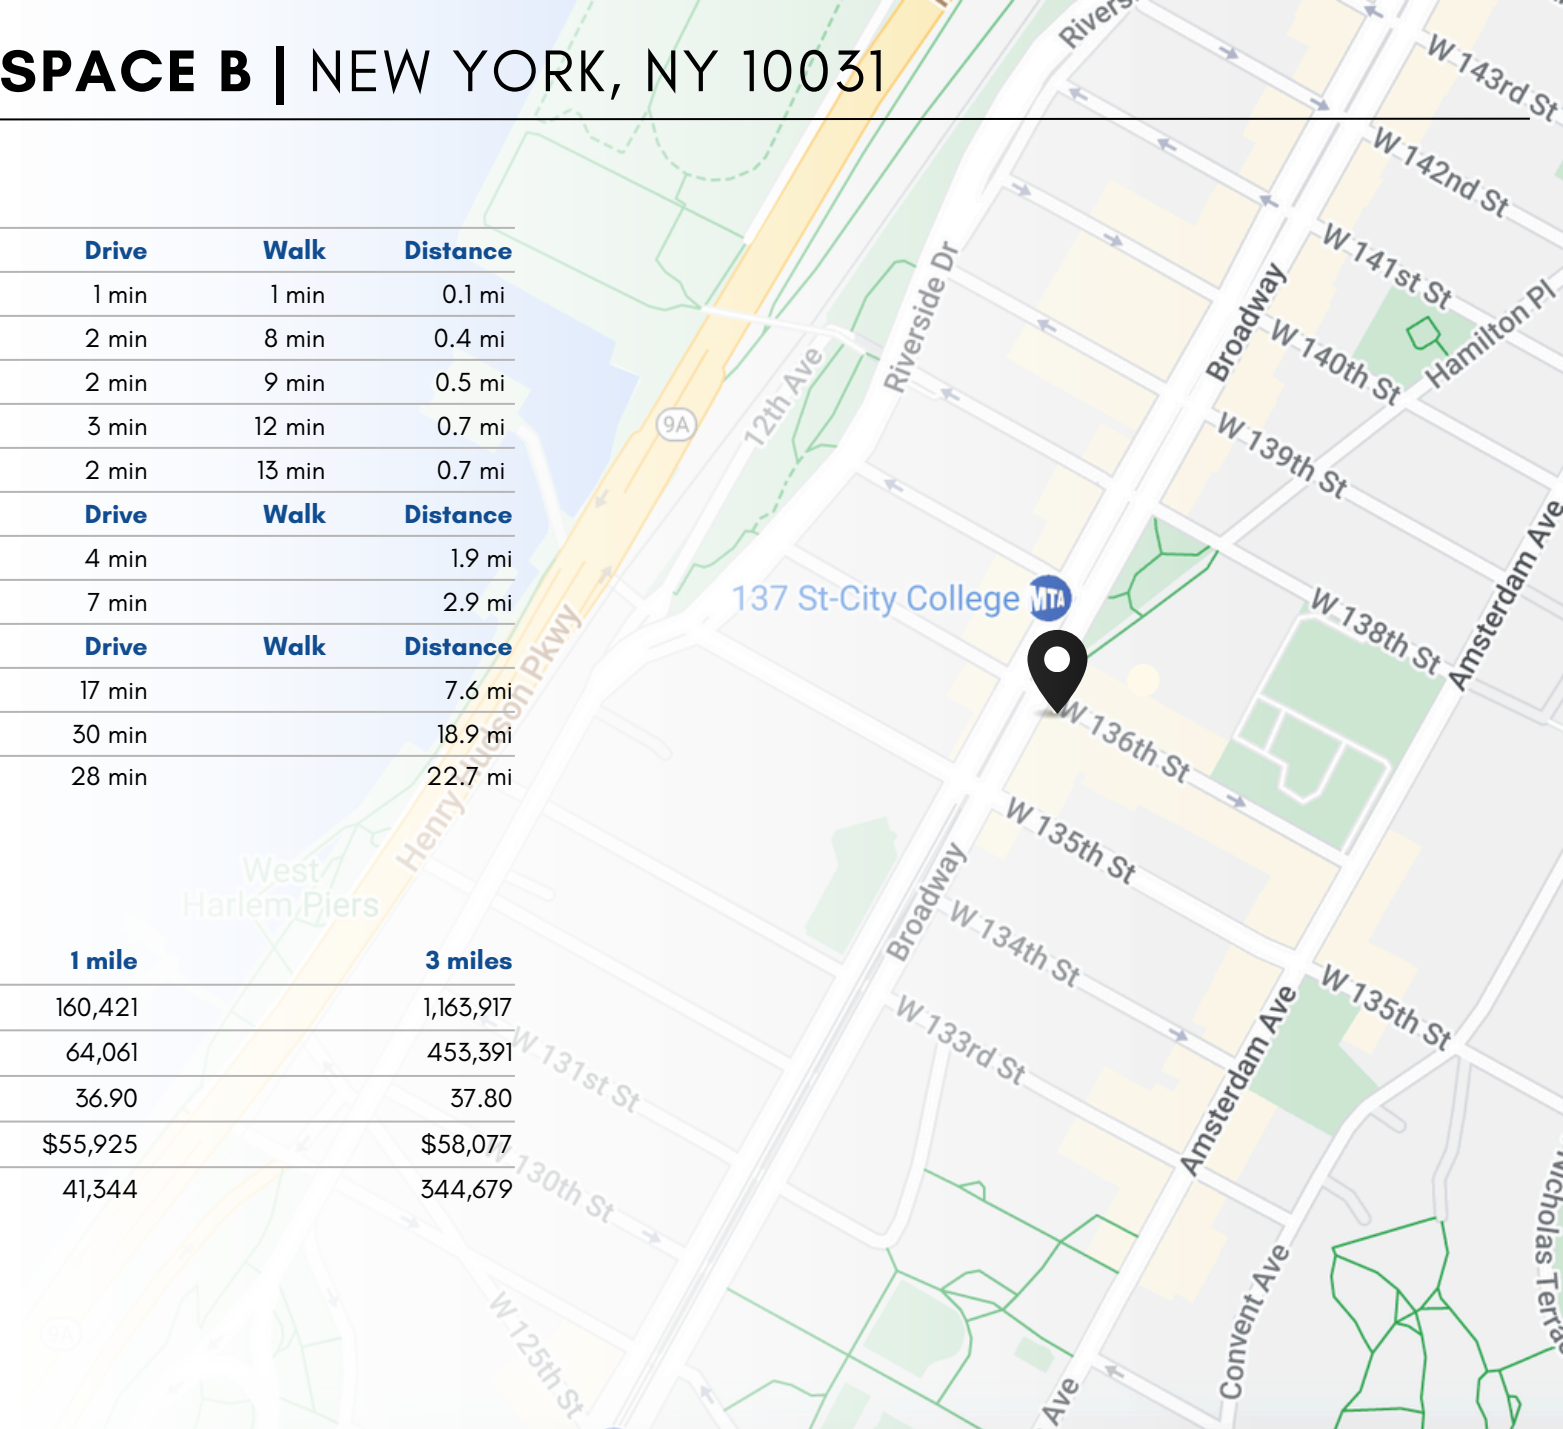 SPACE B | NEW YORK, NY 10031
Drive Walk Distance
1 min 1 min 0.1 mi
2 min 8 min 0.4 mi
2 min 9 min 0.5 mi
3 min 12 min 0.7 mi
2 min 13 min 0.7 mi
Drive Walk Distance
4 min 1.9 mi
7 min 2.9 mi
Drive Walk Distance
17 min 7.6 mi
30 min 18.9 mi
28 min 22.7 mi
1 mile 3 miles
160,421 1,163,917
64,061 453,391
36.90 37.80
$55,925 $58,077
41,344 344,679
W 143rd St
W 142nd St
W 141st St
Hamilton Pl
W 140th St
Broadway
Riverside Dr
12th Ave
9A
W 139th St
Amsterdam Ave
W 138th St
137 St-City College
MTA
W 136th St
Henry Hudson Pkwy
W 135th St
West
Harlem Piers
Broadway
W 134th St
W 135th St
W 133rd St
Amsterdam Ave
W 131st St
W 130th St
W 125th St
Convent Ave
Ave
9A